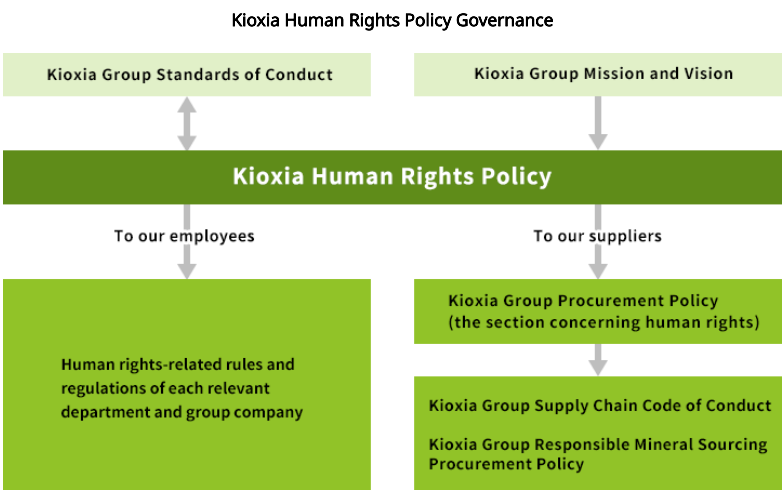 Kioxia Human Rights Policy Governance
Kioxia Group Standards of Conduct
Kioxia Group Mission and Vision
Kioxia Human Rights Policy
To our employees
To our suppliers
Human rights-related rules and
regulations of each relevant
department and group company
Kioxia Group Procurement Policy
(the section concerning human rights)
Kioxia Group Supply Chain Code of Conduct
Kioxia Group Responsible Mineral Sourcing
Procurement Policy